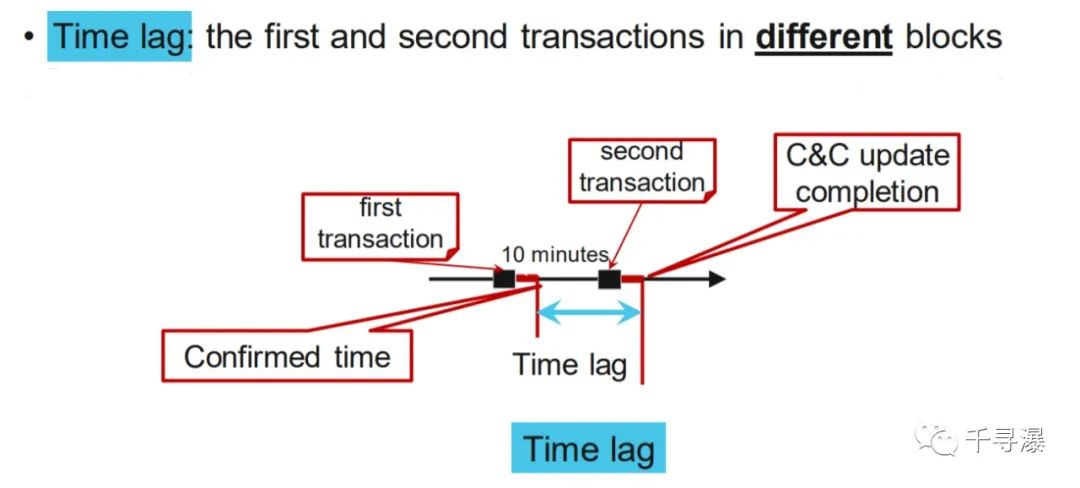 • Time lag: the first and second transactions in different blocks
second
transaction
C&C update
completion
first
transaction
10 minutes
Confirmed time
Time lag
Time lag
千寻瀑